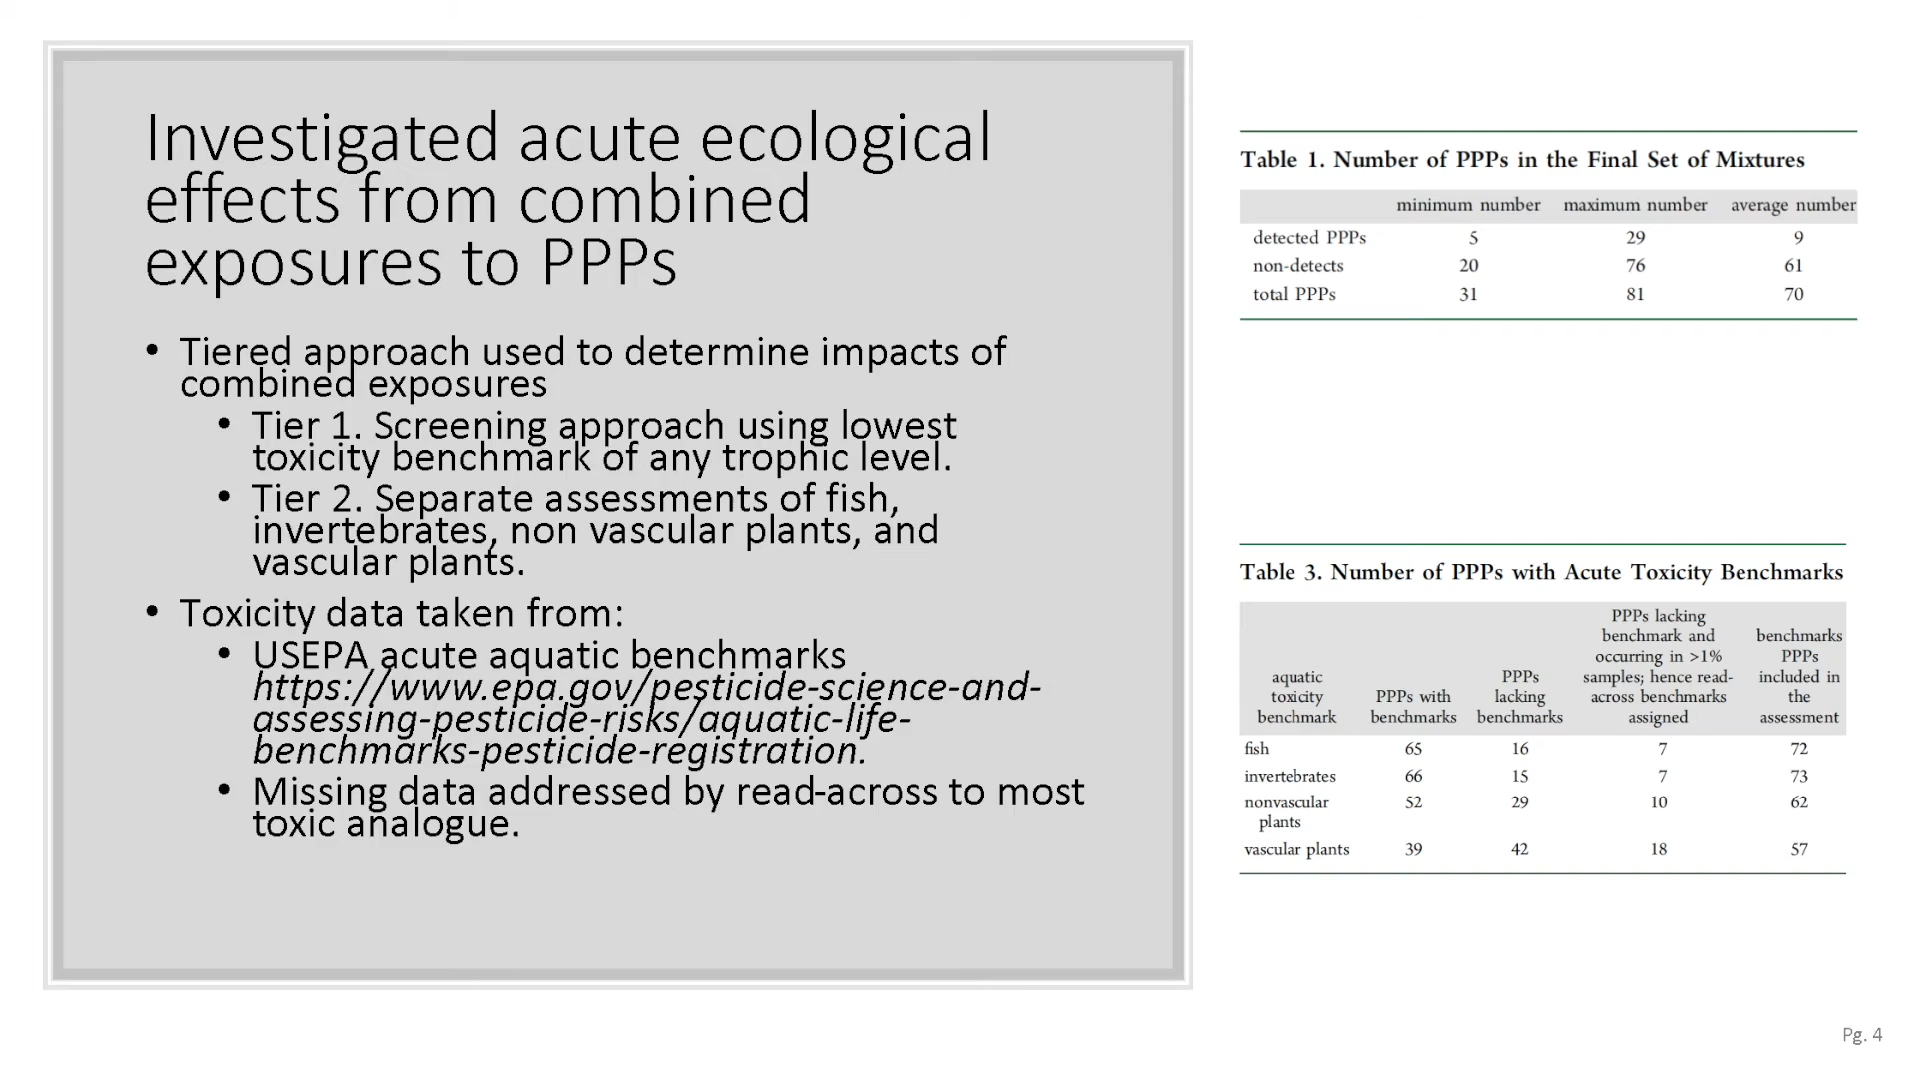 Investigated acute ecological
effects from combined
exposures to PPPs
• Tiered approach used to determine impacts of
combined exposures
• Tier 1. Screening approach using lowest
toxicity benchmark of any trophic level.
• Tier 2. Separate assessments of fish,
invertebrates, non vascular plants, and
vascular plants.
• Toxicity data taken from:
• USEPA acute aquatic benchmarks
https://www.epa.gov/pesticide-science-and-
assessing-pesticide-risks/aquatic-life-
benchmarks-pesticide-registration.
• Missing data addressed by read-across to most
toxic analogue.
Table 1. Number of PPPs in the Final Set of Mixtures
minimum number maximum number average number
detected PPPs 5 29 9
non-detects 20 76 61
total PPPs 31 81 70
Table 3. Number of PPPs with Acute Toxicity Benchmarks
PPPs lacking
benchmark and benchmarks
occurring in >1% PPPs
aquatic PPPs samples; hence read- included in
toxicity PPPs with lacking across benchmarks the
benchmark benchmarks benchmarks assigned assessment
fish 65 16 7 72
invertebrates 66 15 7 73
nonvascular 52 29 10 62
plants
vascular plants 39 42 18 57
Pg. 4